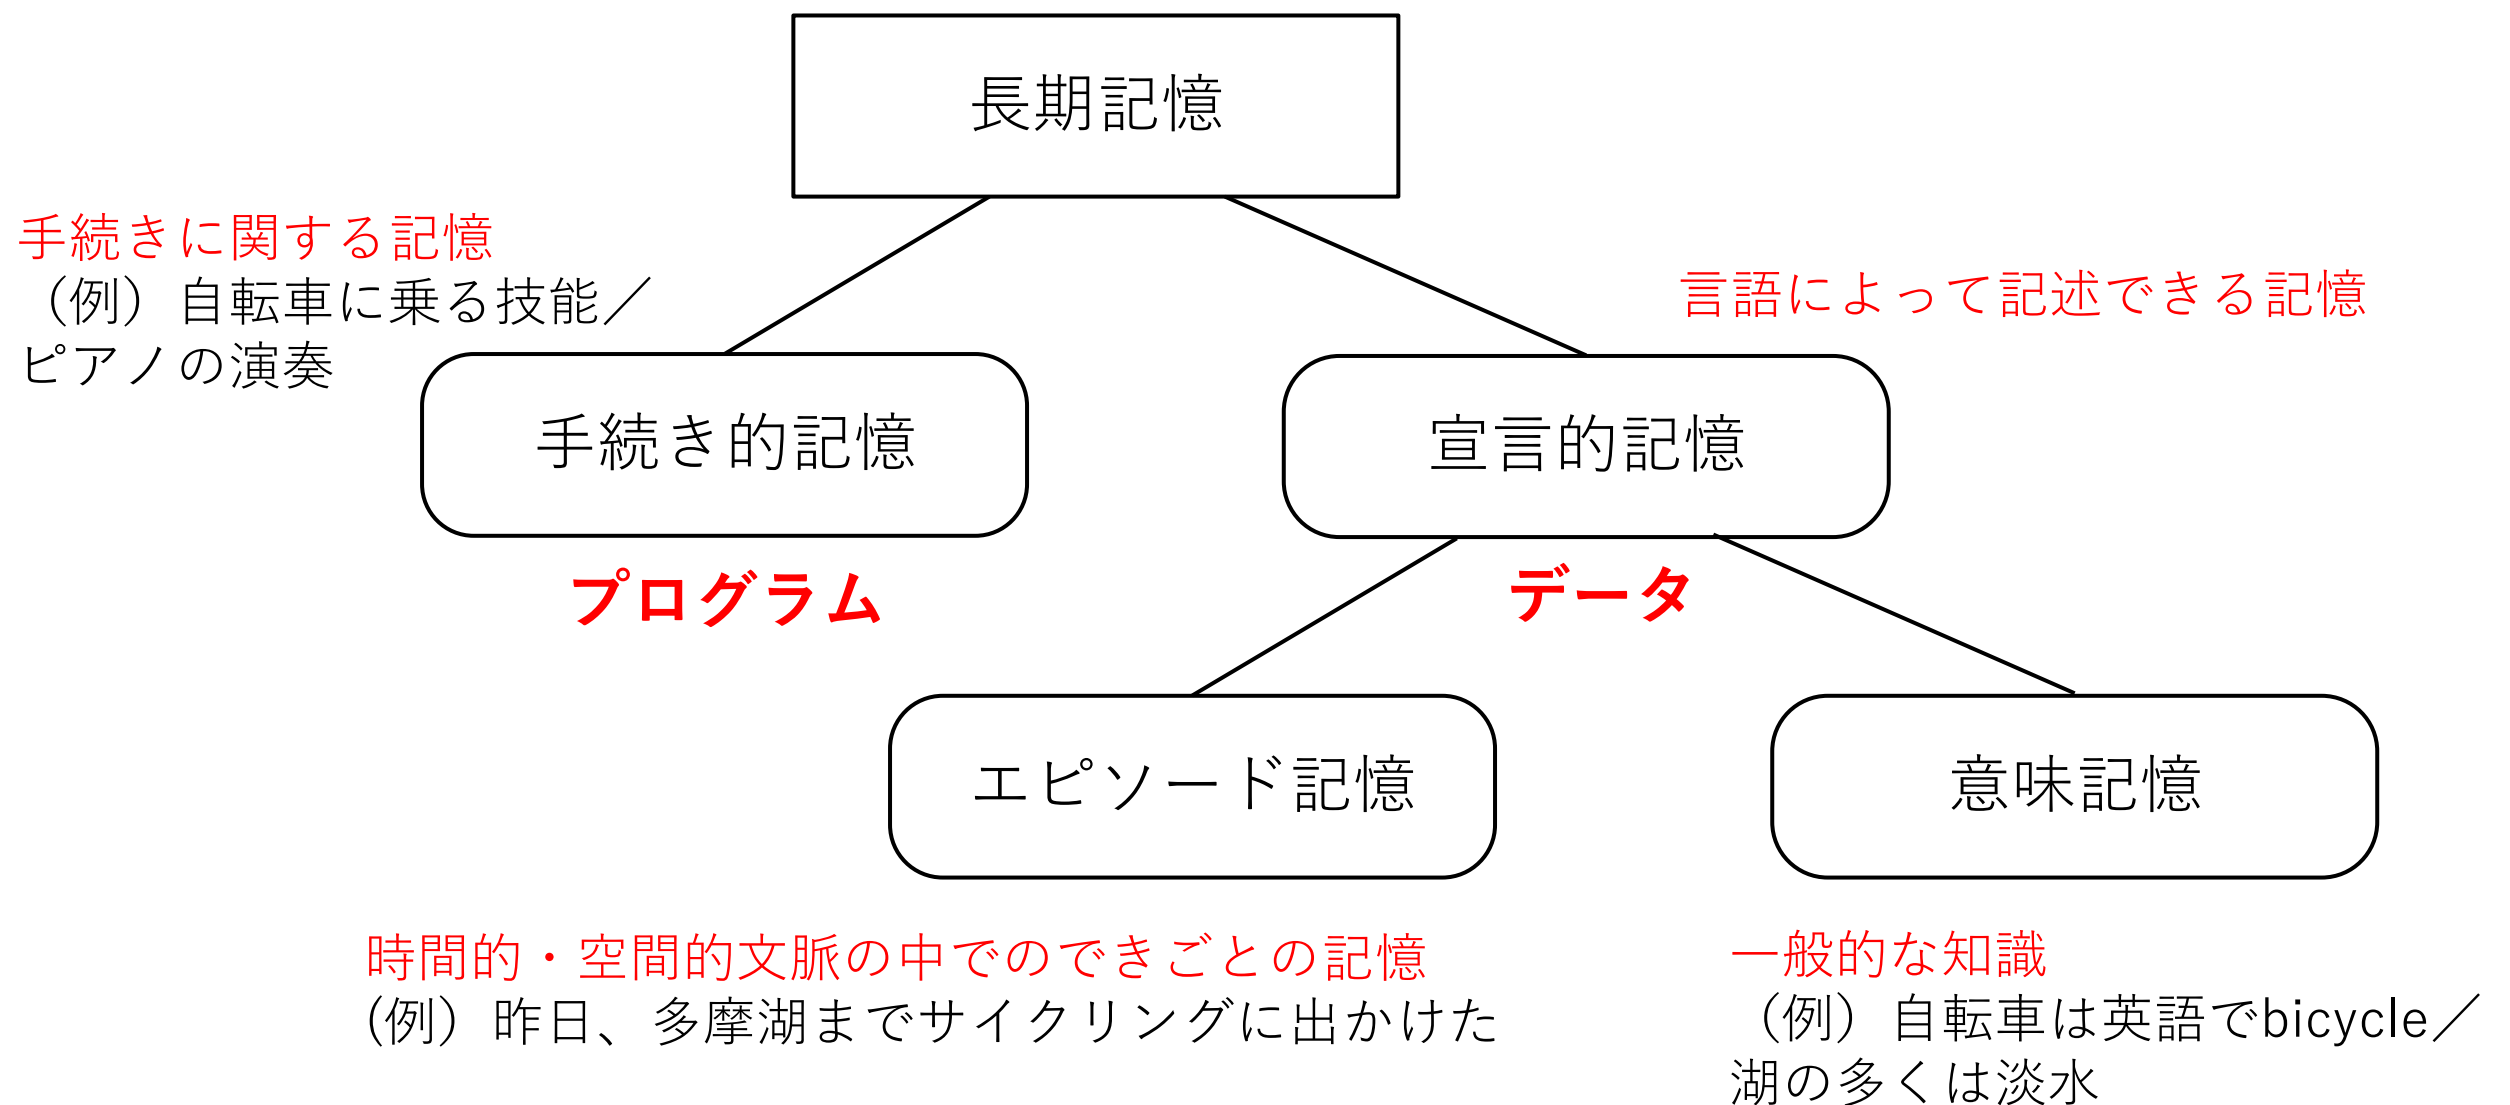 長期記憶
手続きに関する記憶
(例) 自転車に乗る技能／
ピアノの演奏
言語によって記述できる記憶
手続き的記憶
宣言的記憶
プログラム
データ
エピソード記憶
意味記憶
時間的・空間的文脈の中のできごとの記憶
(例) 昨日、多摩湖までサイクリングに出かけた
一般的な知識
(例) 自転車は英語でbicycle／
湖の多くは淡水